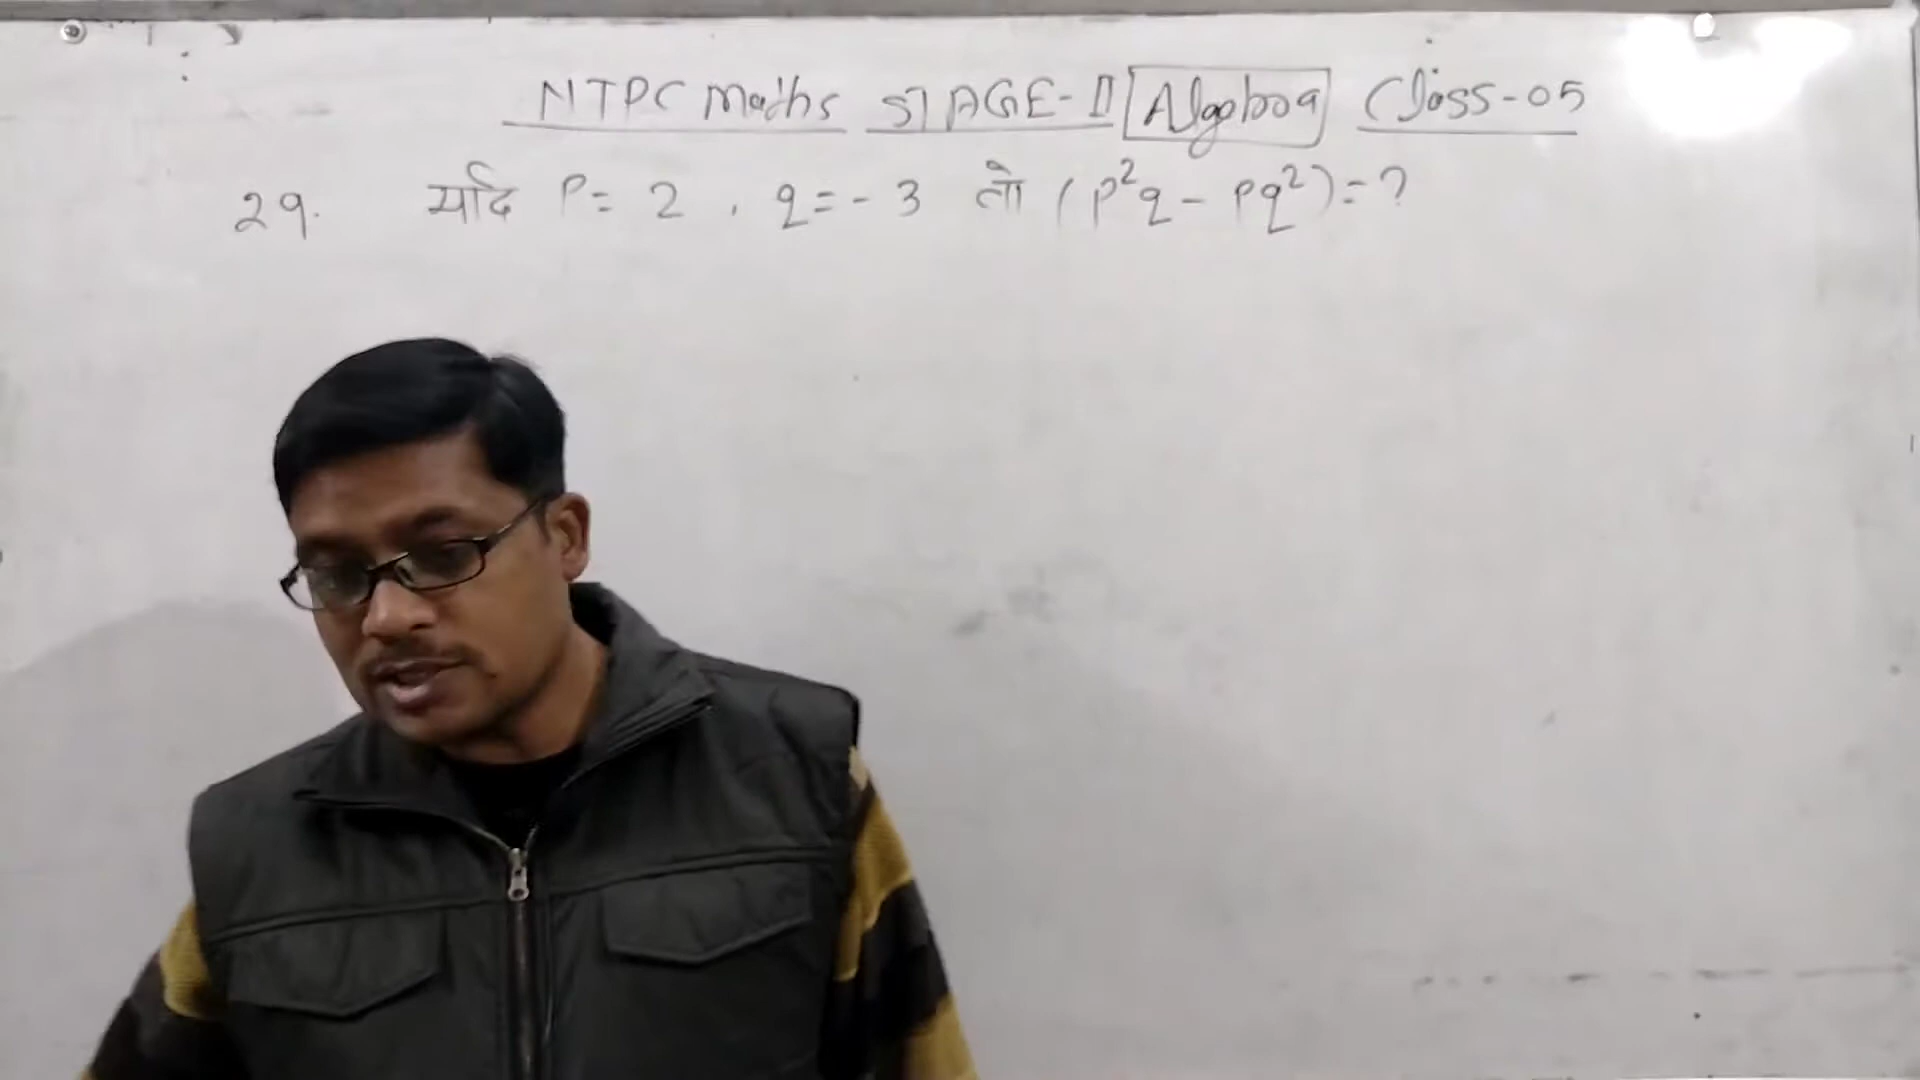 NTPC Maths STAGE-II Algebra Class-05
29. यदि P = 2 , q = - 3 तो (p²q - pq²) = ?